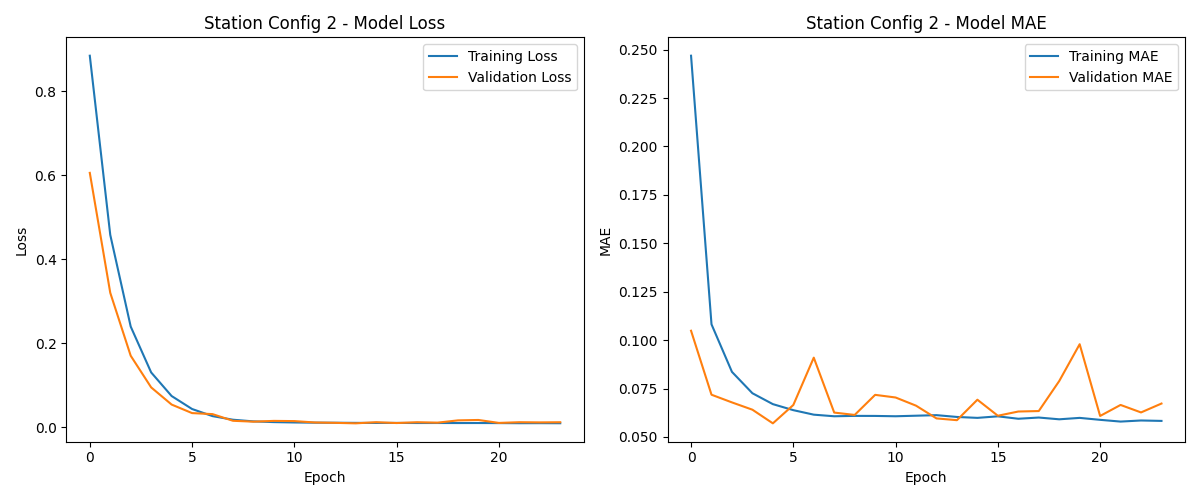 Station Config 2 - Model Loss
Training Loss
Validation Loss
0.8
0.6
0.4
0.2
0.0
Loss
0
5
10
15
20
Epoch
Station Config 2 - Model MAE
Training MAE
Validation MAE
0.250
0.225
0.200
0.175
0.150
0.125
0.100
0.075
0.050
MAE
0
5
10
15
20
Epoch